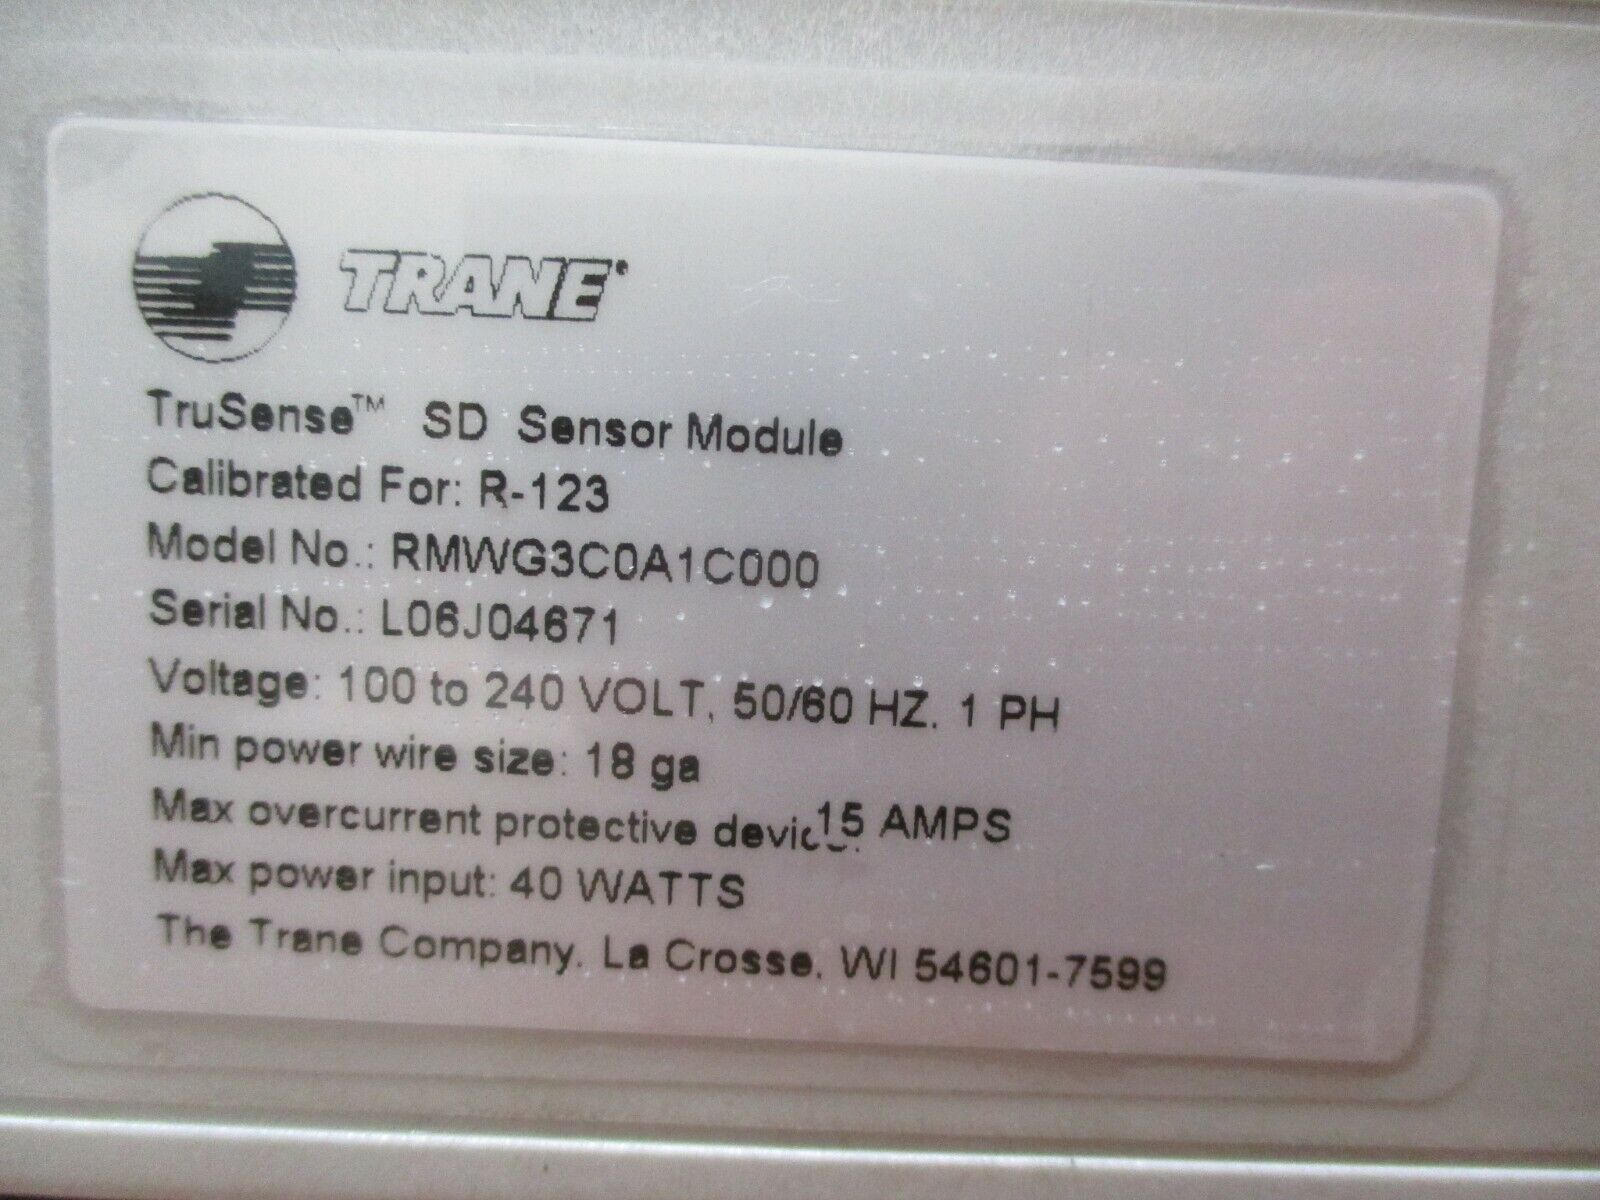 TRANE
TruSense™ SD Sensor Module
Calibrated For: R-123
Model No.: RMWG3C0A1C000
Serial No.: L06J04671
Voltage: 100 to 240 VOLT, 50/60 HZ. 1 PH
Min power wire size: 18 ga
Max overcurrent protective device: 15 AMPS
Max power input: 40 WATTS
The Trane Company. La Crosse. WI 54601-7599